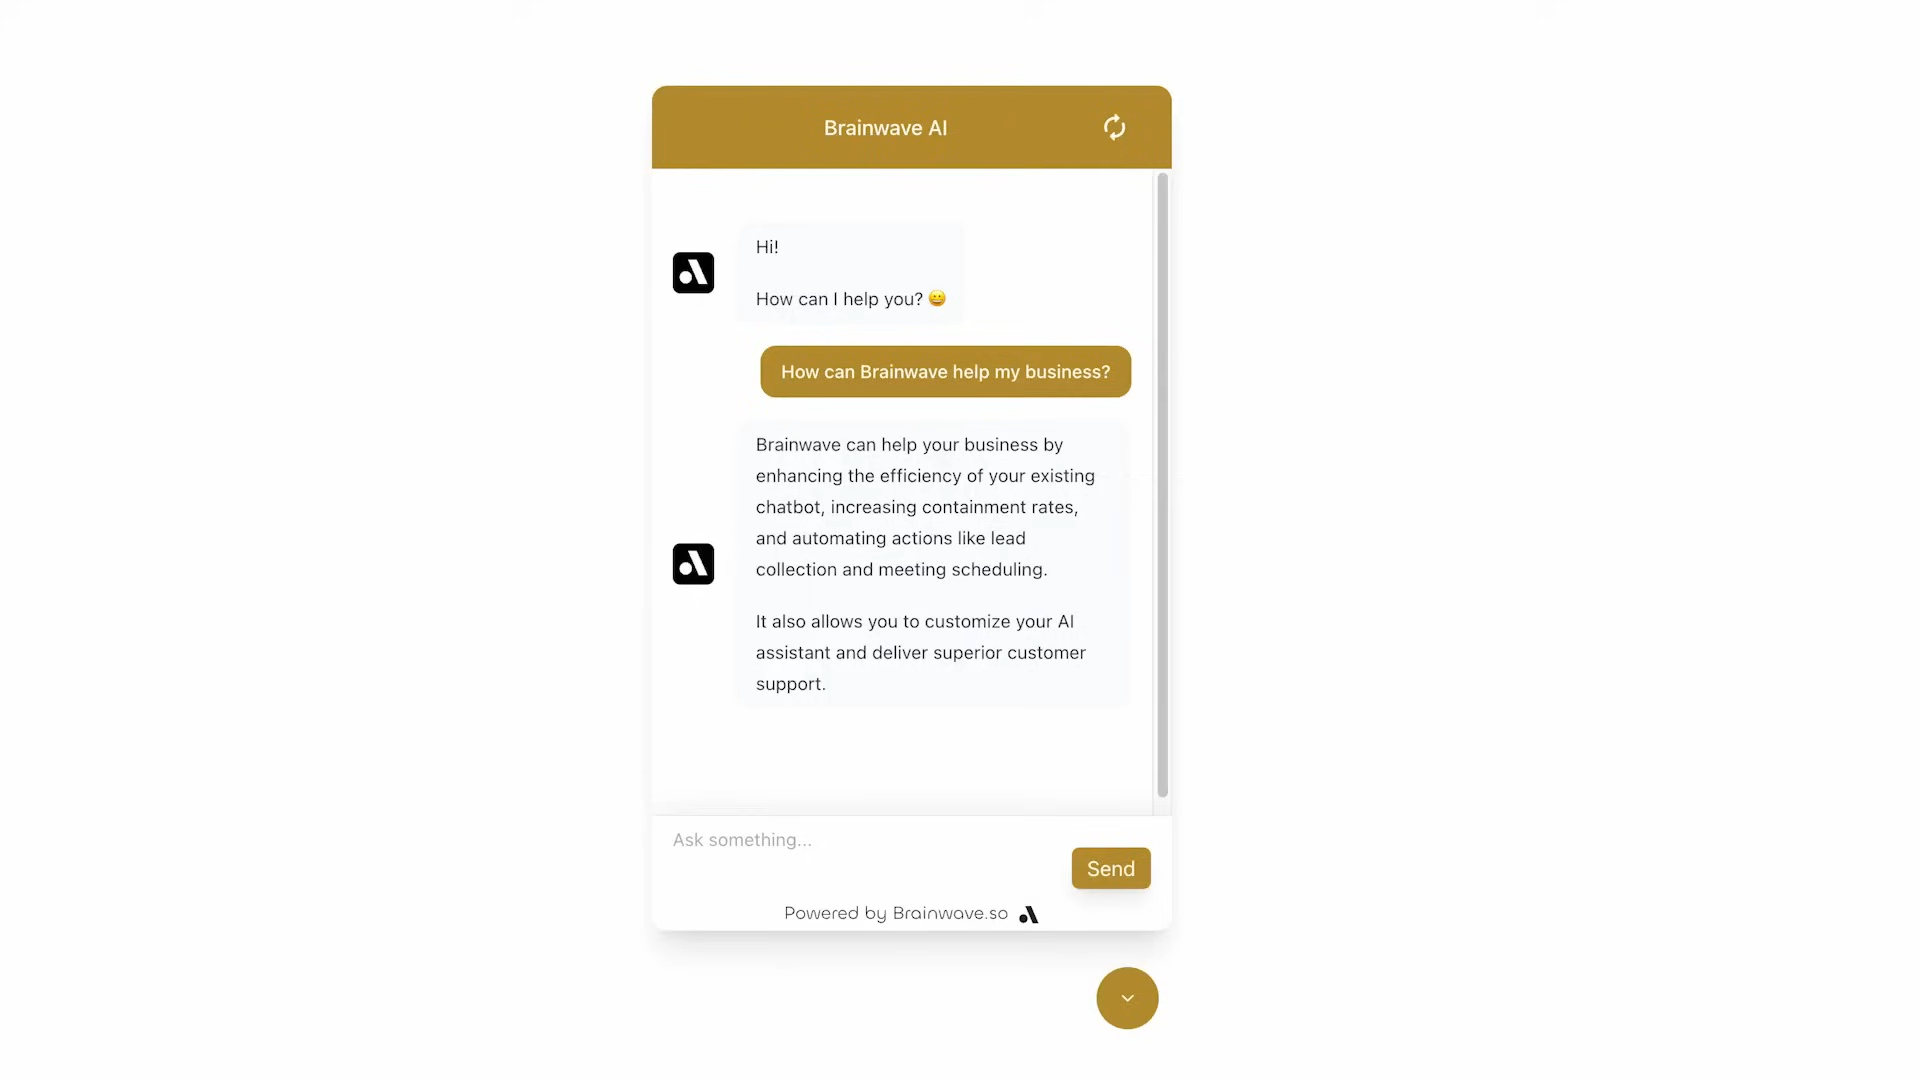 Brainwave AI
Hi!
How can I help you? 😀
How can Brainwave help my business?
Brainwave can help your business by
enhancing the efficiency of your existing
chatbot, increasing containment rates,
and automating actions like lead
collection and meeting scheduling.
It also allows you to customize your AI
assistant and deliver superior customer
support.
Ask something...
Send
Powered by Brainwave.so